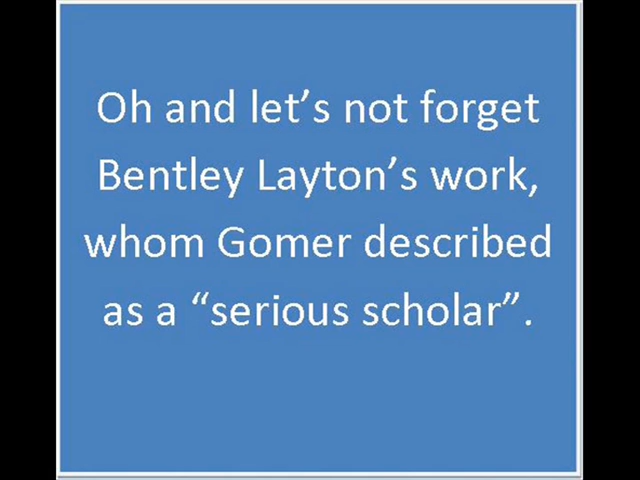 Oh and let’s not forget
Bentley Layton’s work,
whom Gomer described
as a “serious scholar”.